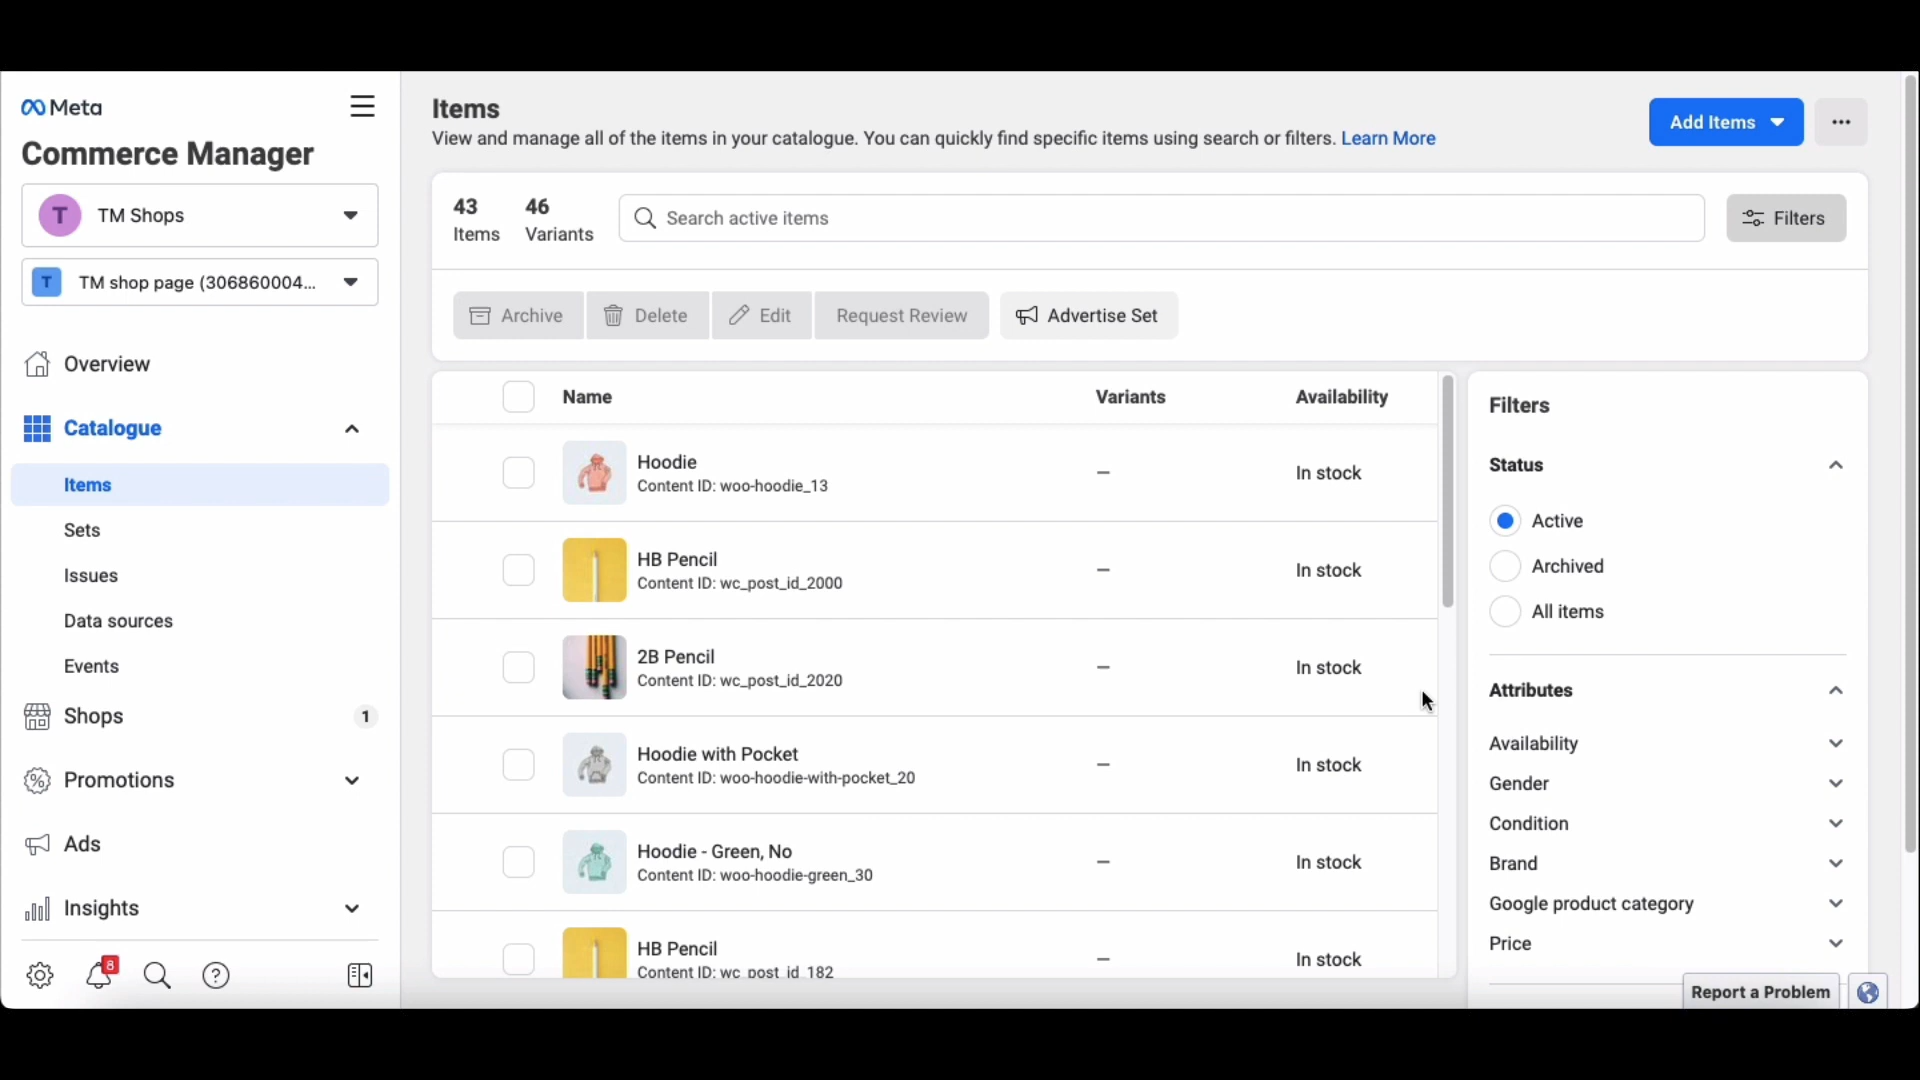 Meta
Commerce Manager
T TM Shops
T TM shop page (306860004...
Overview
Catalogue
Items
Sets
Issues
Data sources
Events
Shops 1
Promotions
Ads
Insights
8
Items
View and manage all of the items in your catalogue. You can quickly find specific items using search or filters. Learn More
Add Items
43 Items
46 Variants
Search active items
Filters
Archive
Delete
Edit
Request Review
Advertise Set
Name Variants Availability
Hoodie
Content ID: woo-hoodie_13
– In stock
HB Pencil
Content ID: wc_post_id_2000
– In stock
2B Pencil
Content ID: wc_post_id_2020
– In stock
Hoodie with Pocket
Content ID: woo-hoodie-with-pocket_20
– In stock
Hoodie - Green, No
Content ID: woo-hoodie-green_30
– In stock
HB Pencil
Content ID: wc_post_id_182
– In stock
Filters
Status
Active
Archived
All items
Attributes
Availability
Gender
Condition
Brand
Google product category
Price
Report a Problem